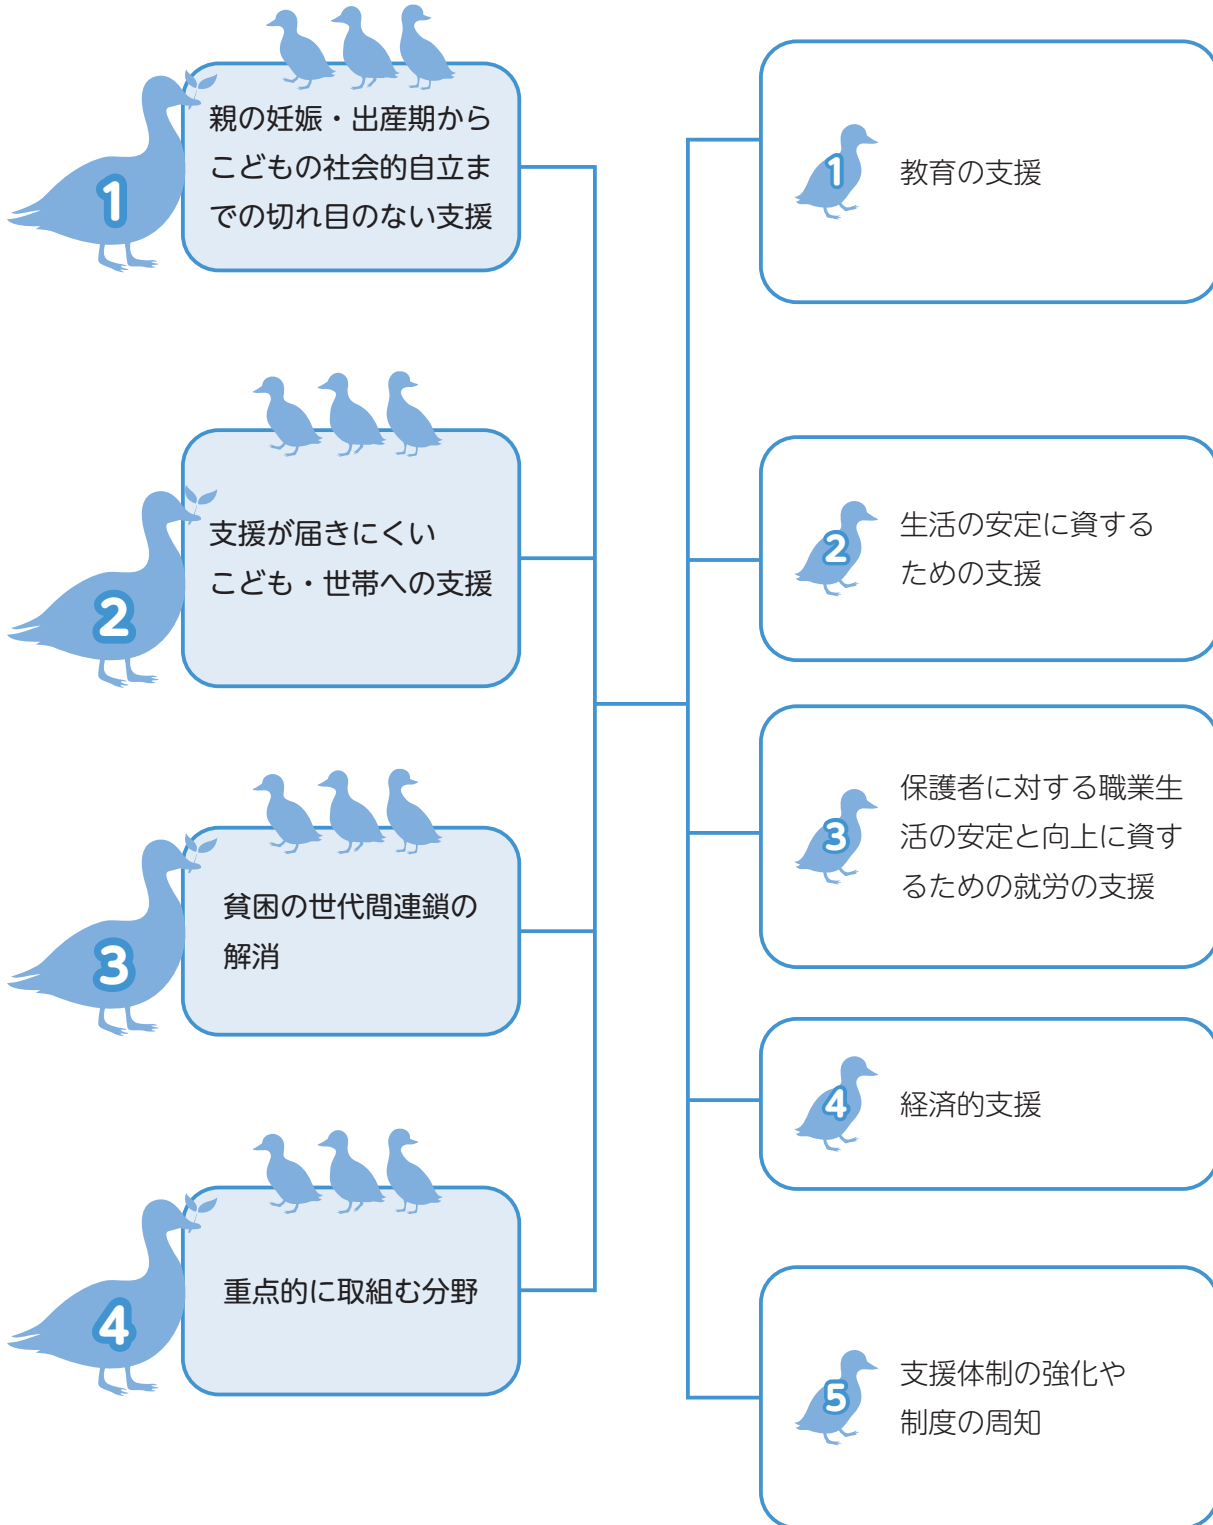 1
親の妊娠・出産期から
こどもの社会的自立ま
での切れ目のない支援
2
支援が届きにくい
こども・世帯への支援
3
貧困の世代間連鎖の
解消
4
重点的に取組む分野
1
教育の支援
2
生活の安定に資する
ための支援
3
保護者に対する職業生
活の安定と向上に資す
るための就労の支援
4
経済的支援
5
支援体制の強化や
制度の周知